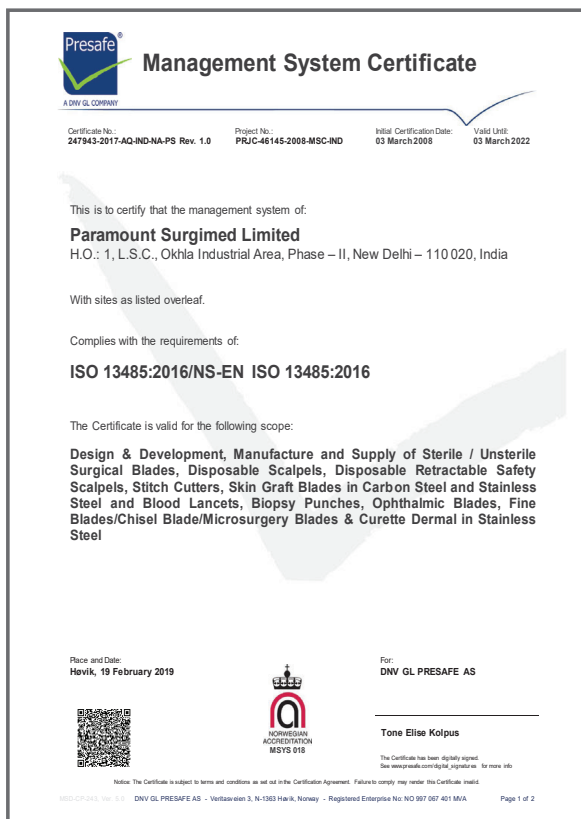 Presafe®
A DNV GL COMPANY
Management System Certificate
Certificate No.: Project No.: Initial Certification Date: Valid Until:
247943-2017-AQ-IND-NA-PS Rev. 1.0 PRJC-46145-2008-MSC-IND 03 March 2008 03 March 2022
This is to certify that the management system of:
Paramount Surgimed Limited
H.O.: 1, L.S.C., Okhla Industrial Area, Phase – II, New Delhi – 110 020, India
With sites as listed overleaf.
Complies with the requirements of:
ISO 13485:2016/NS-EN ISO 13485:2016
The Certificate is valid for the following scope:
Design & Development, Manufacture and Supply of Sterile / Unsterile
Surgical Blades, Disposable Scalpels, Disposable Retractable Safety
Scalpels, Stitch Cutters, Skin Graft Blades in Carbon Steel and Stainless
Steel and Blood Lancets, Biopsy Punches, Ophthalmic Blades, Fine
Blades/Chisel Blade/Microsurgery Blades & Curette Dermal in Stainless
Steel
Place and Date:
Høvik, 19 February 2019
NORWEGIAN
ACCREDITATION
MSYS 018
For:
DNV GL PRESAFE AS
Tone Elise Kolpus
The Certificate has been digitally signed.
See www.presafe.com/digital_signatures for more info
Notice: The Certificate is subject to terms and conditions as set out in the Certification Agreement. Failure to comply may render this Certificate invalid.
DNV GL PRESAFE AS - Veritasveien 3, N-1363 Høvik, Norway - Registered Enterprise No: NO 997 067 401 MVA Page 1 of 2